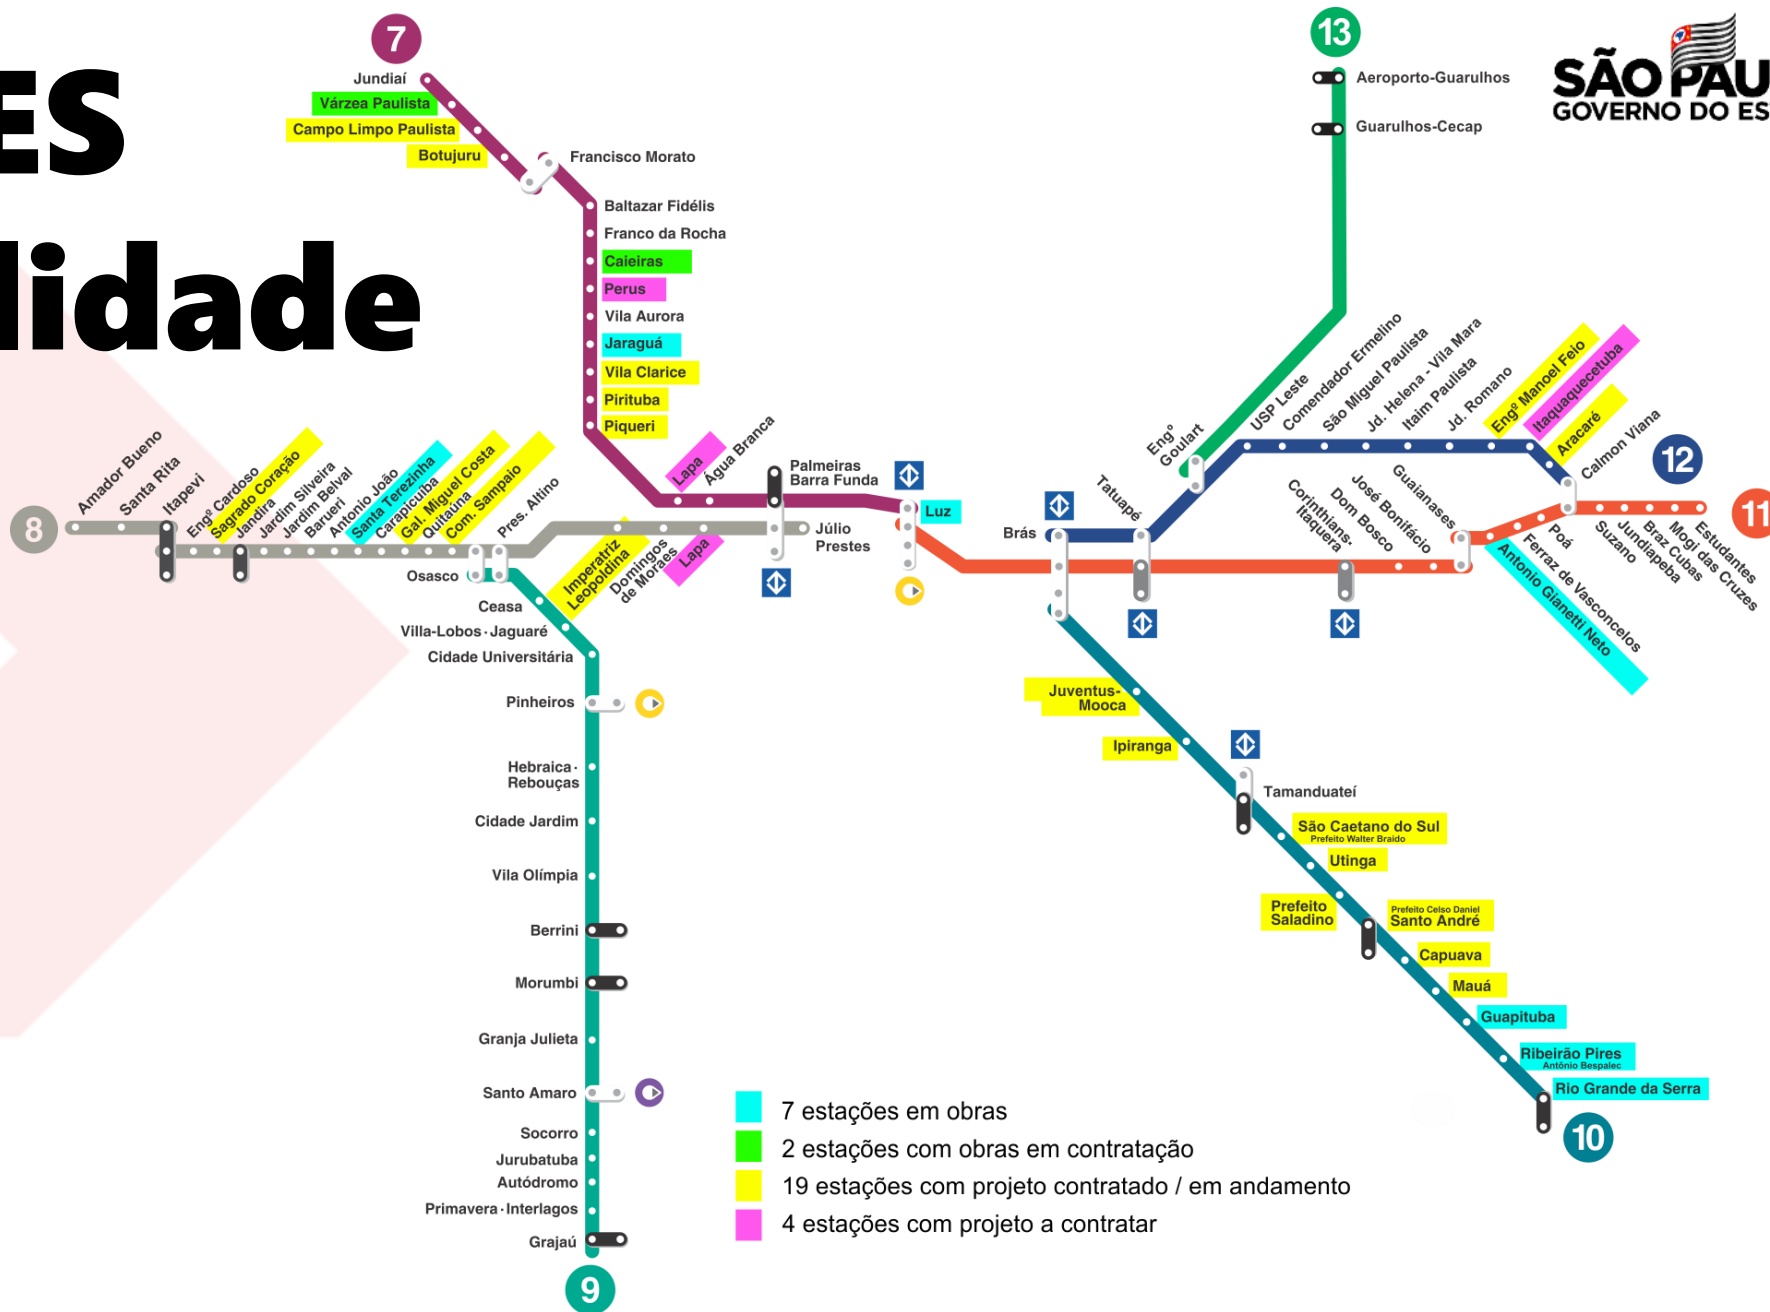 ES
lidade
7
Jundiaí
Várzea Paulista
Campo Limpo Paulista
Botujuru
Francisco Morato
Baltazar Fidélis
Franco da Rocha
Caieiras
Perus
Vila Aurora
Jaraguá
Vila Clarice
Pirituba
Piqueri
Lapa
Água Branca
Palmeiras
Barra Funda
Luz
13
Aeroporto-Guarulhos
Guarulhos-Cecap
Engº
Goulart
SÃO PAU
GOVERNO DO ES
8
Amador Bueno
Santa Rita
Itapevi
Engº Cardoso
Sagrado Coração
Jandira
Jardim Silveira
Jardim Belval
Barueri
Antonio João
Santa Terezinha
Carapicuíba
Gal. Miguel Costa
Quitaúna
Com. Sampaio
Osasco
Pres. Altino
Imperatriz
Leopoldina
Domingos
de Moraes
Lapa
Júlio
Prestes
Ceasa
Villa-Lobos · Jaguaré
Cidade Universitária
Pinheiros
Hebraica ·
Rebouças
Cidade Jardim
Vila Olímpia
Berrini
Morumbi
Granja Julieta
Santo Amaro
Socorro
Jurubatuba
Autódromo
Primavera · Interlagos
Grajaú
9
Brás
Tatuapé
USP Leste
Comendador Ermelino
São Miguel Paulista
Jd. Helena - Vila Mara
Itaim Paulista
Jd. Romano
Engº Manoel Feio
Itaquaquecetuba
Aracaré
Calmon Viana
12
Corinthians-
Itaquera
Dom Bosco
José Bonifácio
Guaianases
Antonio Gianetti Neto
Ferraz de Vasconcelos
Poá
Suzano
Jundiapeba
Braz Cubas
Mogi das Cruzes
Estudantes
11
Juventus-
Mooca
Ipiranga
Tamanduateí
São Caetano do Sul
Prefeito Walter Braido
Utinga
Prefeito
Saladino
Prefeito Celso Daniel
Santo André
Capuava
Mauá
Guapituba
Ribeirão Pires
Antônio Bespalec
Rio Grande da Serra
10
7 estações em obras
2 estações com obras em contratação
19 estações com projeto contratado / em andamento
4 estações com projeto a contratar